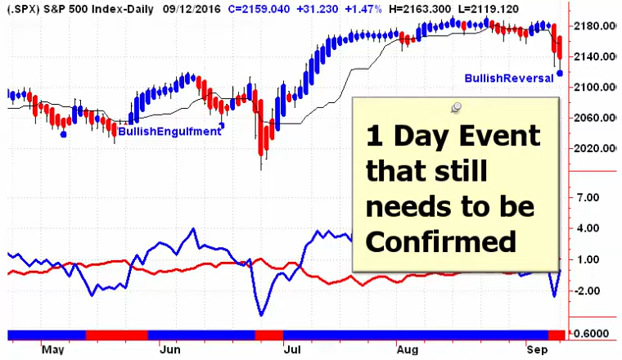 (.SPX) S&P 500 Index-Daily 09/12/2016 C=2159.040 +31.230 +1.47% H=2163.300 L=2119.120
2180.000
2140.000
BullishReversal
2100.000
BullishEngulfment
2060.000
2020.000
1 Day Event
that still
needs to be
Confirmed
7.00
4.00
1.00
-2.00
0.6000
May Jun Jul Aug Sep